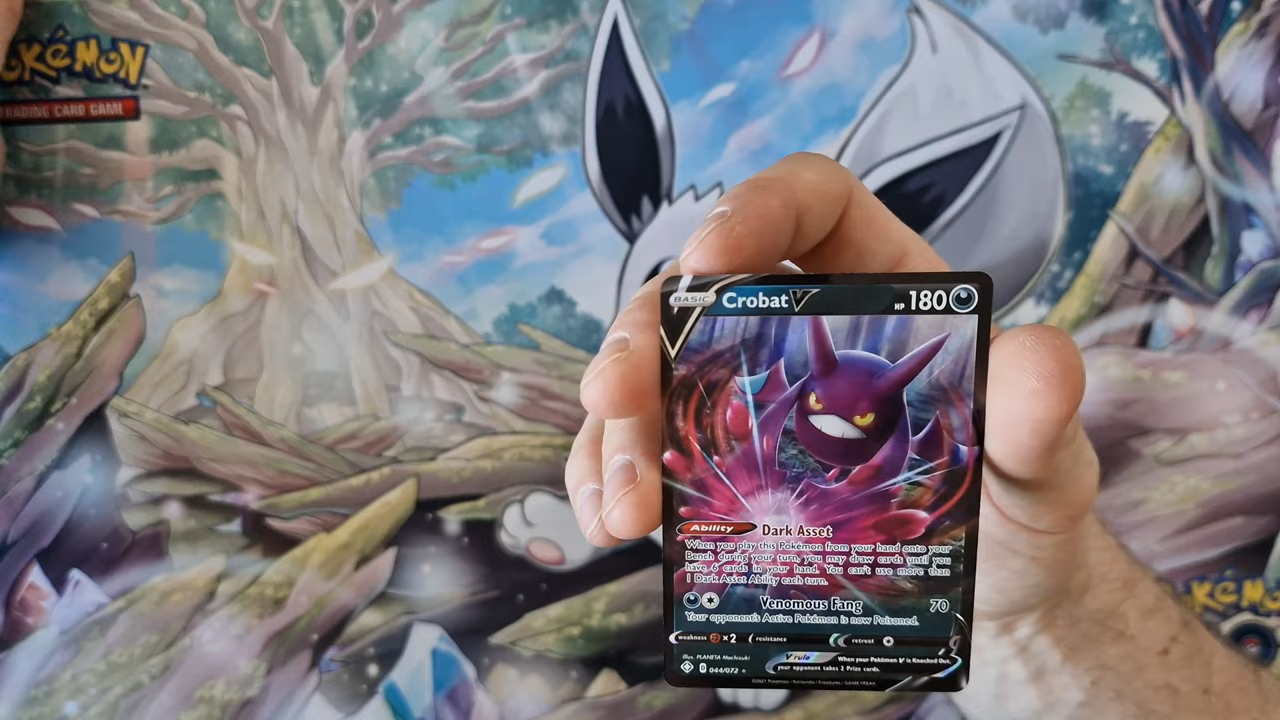 POKéMON
TRADING CARD GAME
BASIC Crobat V HP 180
Ability Dark Asset
When you play this Pokémon from your hand onto your
Bench during your turn, you may draw cards until you
have 6 cards in your hand. You can't use more than
1 Dark Asset Ability each turn.
Venomous Fang 70
Your opponent's Active Pokémon is now Poisoned.
weakness ×2 resistance retreat
V rule When your Pokémon V is Knocked Out,
your opponent takes 2 Prize cards.
Illus. PLANETA Mochizuki
044/072
©2021 Pokémon / Nintendo / Creatures / GAME FREAK
POKéMO